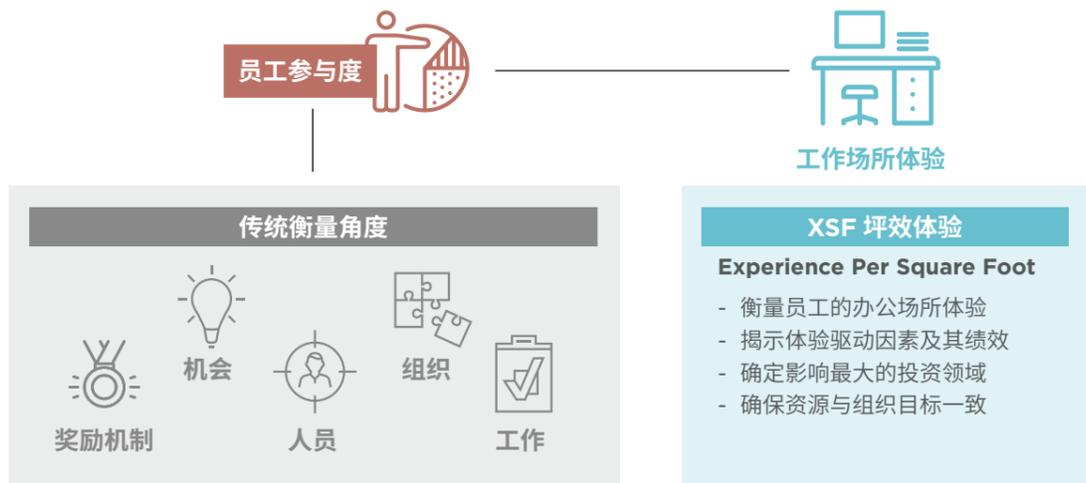 员工参与度
工作场所体验
传统衡量角度
机会
组织
奖励机制
人员
工作
XSF 坪效体验
Experience Per Square Foot
- 衡量员工的办公场所体验
- 揭示体验驱动因素及其绩效
- 确定影响最大的投资领域
- 确保资源与组织目标一致